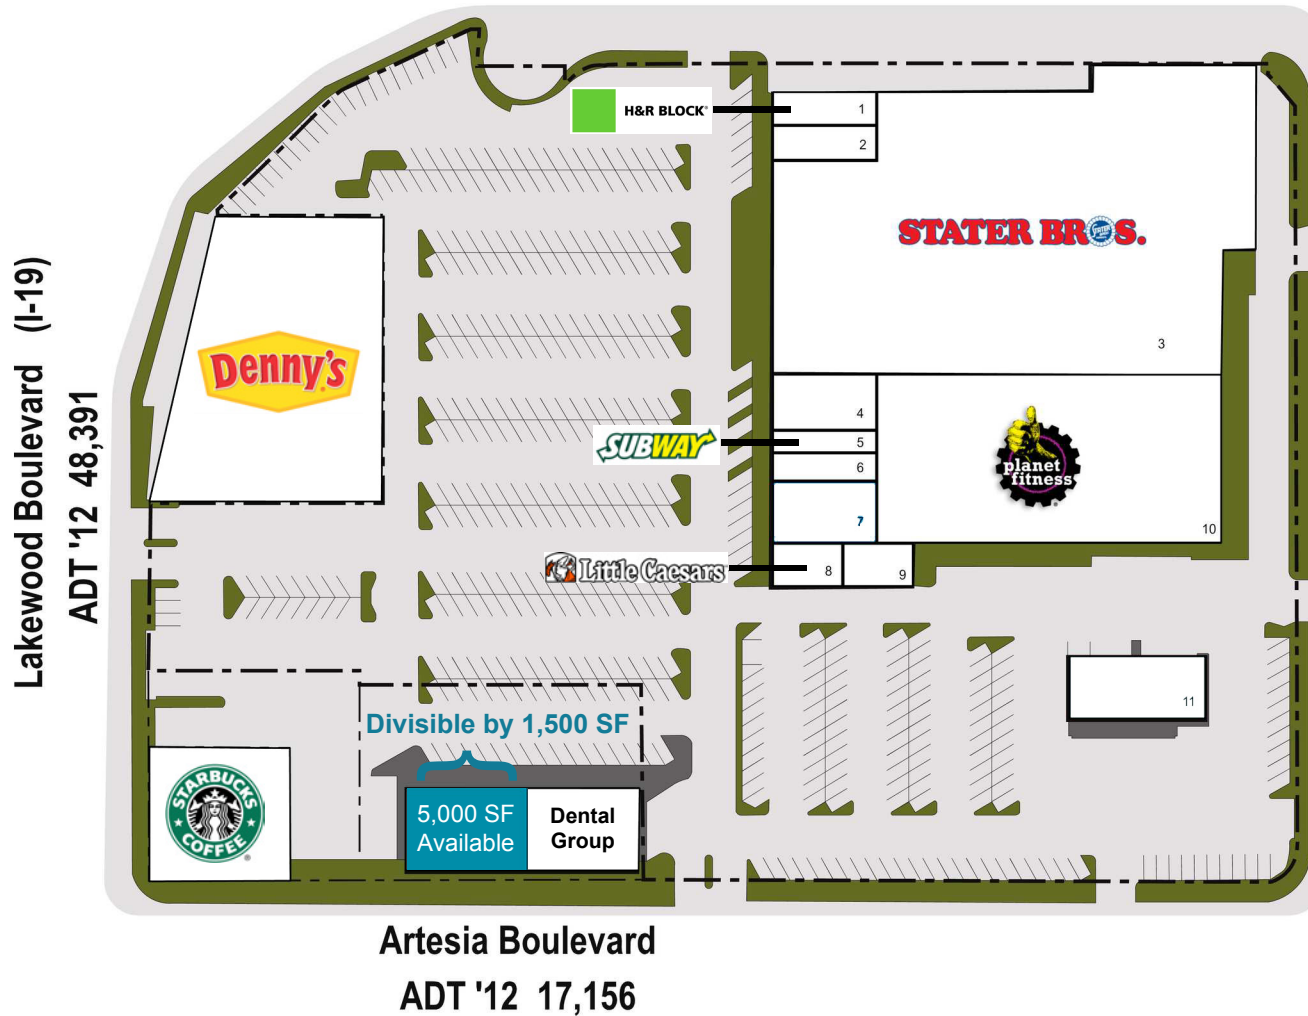 H&R BLOCK
1
2
STATER BROS.
3
Lakewood Boulevard (I-19)
ADT '12 48,391
Denny's
4
SUBWAY
5
6
planet
fitness
7
10
Little Caesars
8
9
11
Divisible by 1,500 SF
5,000 SF
Available
Dental
Group
STARBUCKS
COFFEE
Artesia Boulevard
ADT '12 17,156